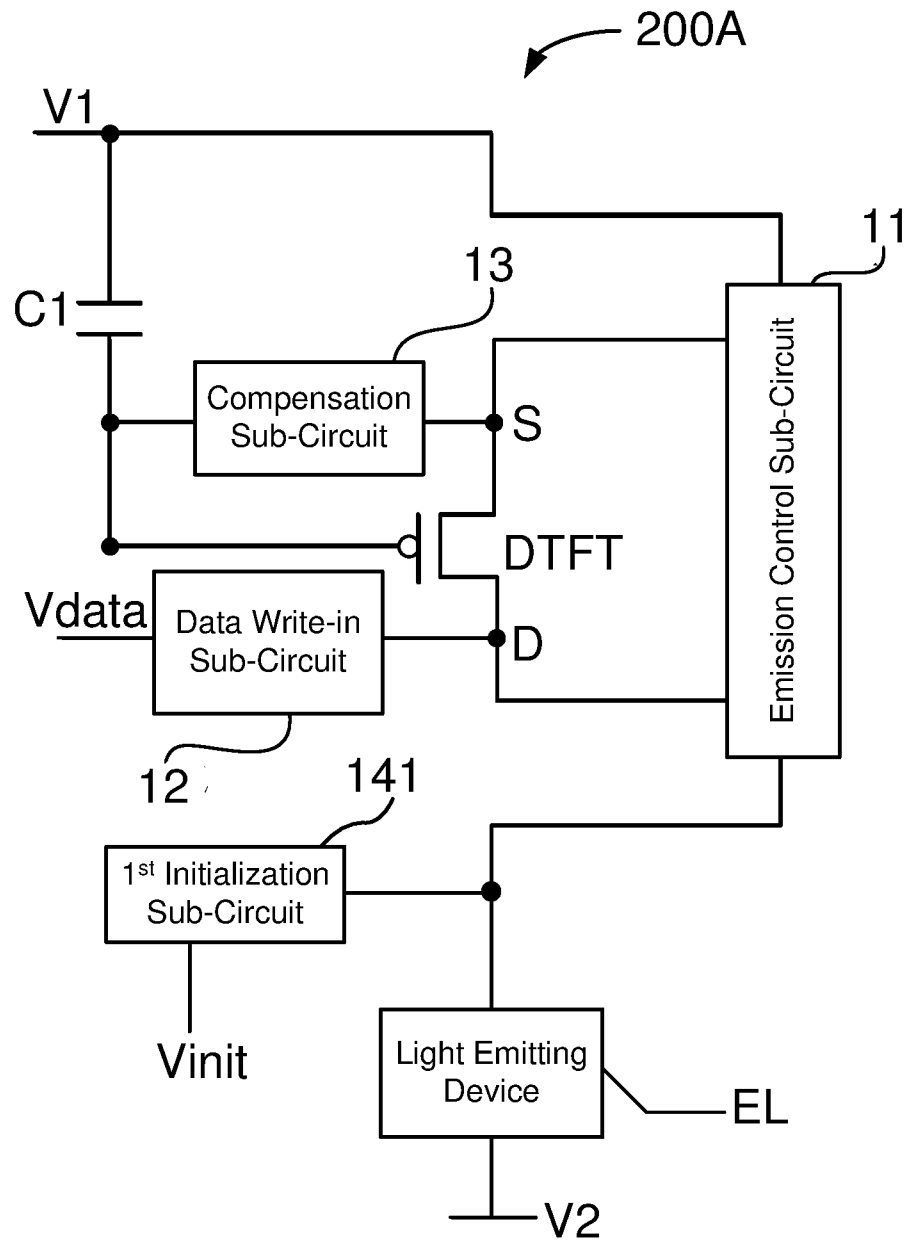 200A
V1
11
13
C1
Compensation
Sub-Circuit
S
Emission Control Sub-Circuit
DTFT
Vdata
Data Write-in
Sub-Circuit
D
12
141
1st Initialization
Sub-Circuit
Vinit
Light Emitting
Device
EL
V2